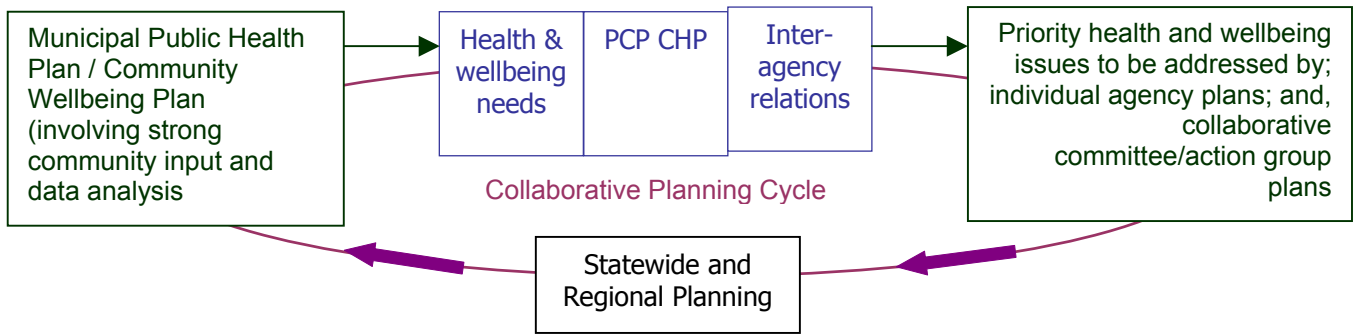 Municipal Public Health
Plan / Community
Wellbeing Plan
(involving strong
community input and
data analysis
Health &
wellbeing
needs
PCP CHP
Inter-
agency
relations
Priority health and wellbeing
issues to be addressed by;
individual agency plans; and,
collaborative
committee/action group
plans
Collaborative Planning Cycle
Statewide and
Regional Planning